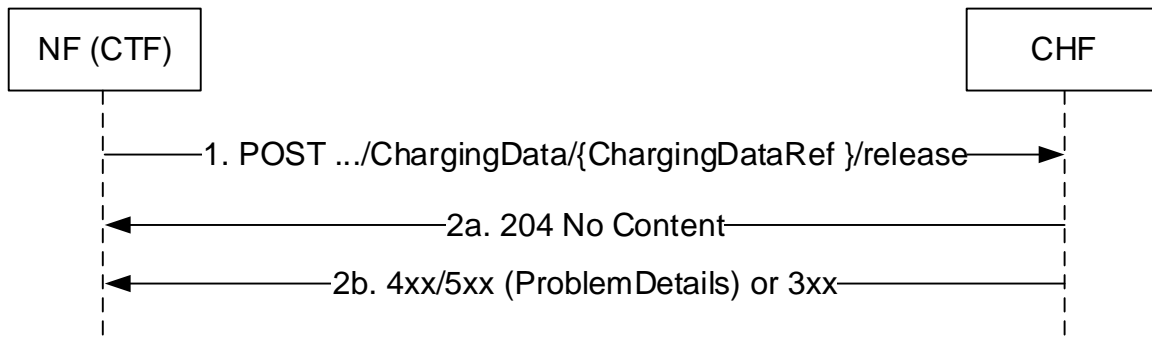 NF (CTF)
CHF
1. POST .../ChargingData/{ChargingDataRef }/release
2a. 204 No Content
2b. 4xx/5xx (ProblemDetails) or 3xx